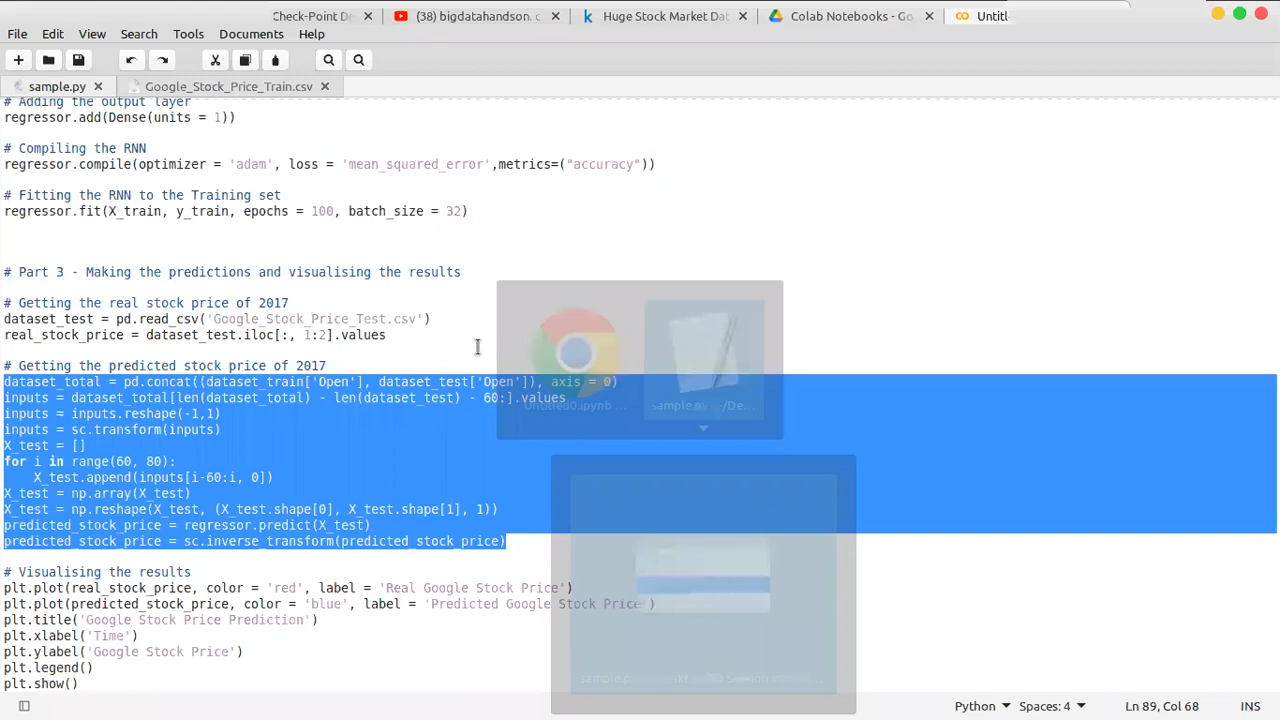 Check-Point De
(38) bigdatahandson. c
Huge Stock Market Dat
Colab Notebooks - Go
Untitl
File Edit View Search Tools Documents Help
sample.py
Google_Stock_Price_Train.csv
# Adding the output layer
regressor.add(Dense(units = 1))
# Compiling the RNN
regressor.compile(optimizer = 'adam', loss = 'mean_squared_error',metrics=("accuracy"))
# Fitting the RNN to the Training set
regressor.fit(X_train, y_train, epochs = 100, batch_size = 32)
# Part 3 - Making the predictions and visualising the results
# Getting the real stock price of 2017
dataset_test = pd.read_csv('Google_Stock_Price_Test.csv')
real_stock_price = dataset_test.iloc[:, 1:2].values
# Getting the predicted stock price of 2017
dataset_total = pd.concat((dataset_train['Open'], dataset_test['Open']), axis = 0)
inputs = dataset_total[len(dataset_total) - len(dataset_test) - 60:].values
inputs = inputs.reshape(-1,1)
inputs = sc.transform(inputs)
X_test = []
for i in range(60, 80):
    X_test.append(inputs[i-60:i, 0])
X_test = np.array(X_test)
X_test = np.reshape(X_test, (X_test.shape[0], X_test.shape[1], 1))
predicted_stock_price = regressor.predict(X_test)
predicted_stock_price = sc.inverse_transform(predicted_stock_price)
# Visualising the results
plt.plot(real_stock_price, color = 'red', label = 'Real Google Stock Price')
plt.plot(predicted_stock_price, color = 'blue', label = 'Predicted Google Stock Price')
plt.title('Google Stock Price Prediction')
plt.xlabel('Time')
plt.ylabel('Google Stock Price')
plt.legend()
plt.show()
Untitled0.ipynb ...
sample.py
Python Spaces: 4 Ln 89, Col 68 INS